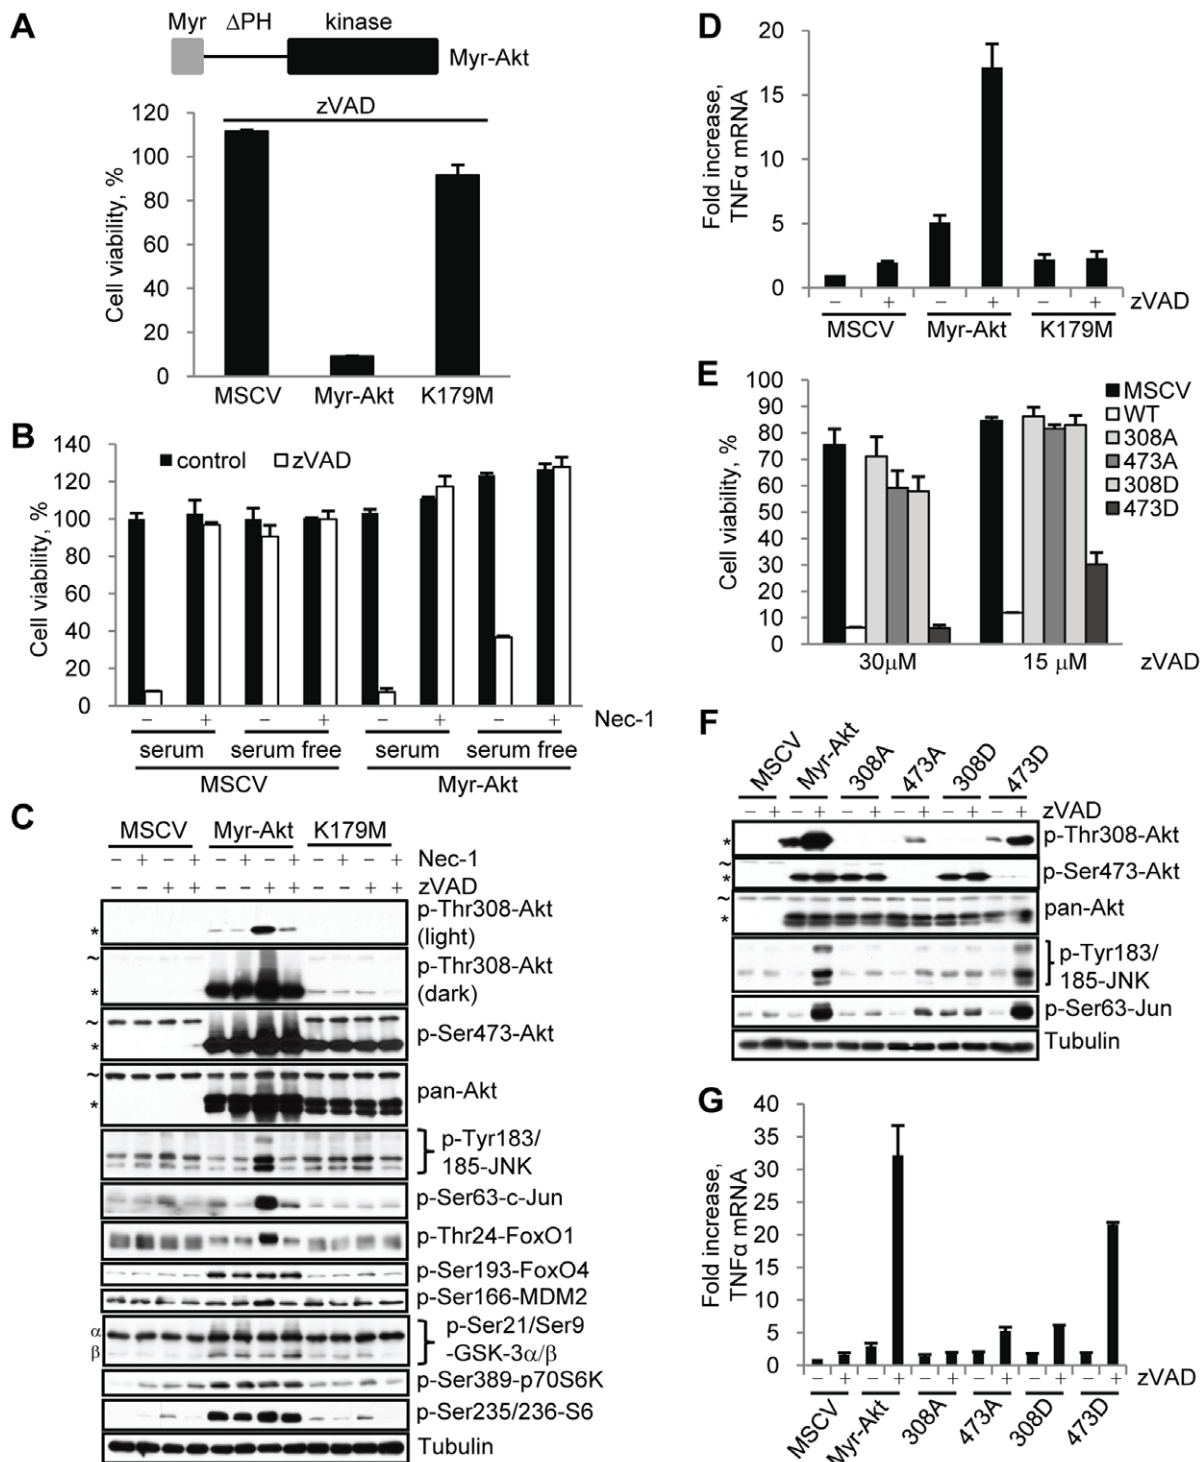 A
Myr ΔPH kinase
Myr-Akt
zVAD
Cell viability, %
120
100
80
60
40
20
0
MSCV Myr-Akt K179M
B
control zVAD
Cell viability, %
140
120
100
80
60
40
20
0
− + − + − + − + Nec-1
serum serum free serum serum free
MSCV Myr-Akt
C
MSCV Myr-Akt K179M
− + − + − + − + − + − + Nec-1
− − + + − − + + − − + + zVAD
* p-Thr308-Akt
(light)
~ p-Thr308-Akt
* (dark)
~ p-Ser473-Akt
*
~ pan-Akt
*
p-Tyr183/
185-JNK
p-Ser63-c-Jun
p-Thr24-FoxO1
p-Ser193-FoxO4
p-Ser166-MDM2
α p-Ser21/Ser9
β -GSK-3α/β
p-Ser389-p70S6K
p-Ser235/236-S6
Tubulin
D
Fold increase,
TNFα mRNA
20
15
10
5
0
− + − + − + zVAD
MSCV Myr-Akt K179M
E
Cell viability, %
100
90
80
70
60
50
40
30
20
10
0
MSCV
WT
308A
473A
308D
473D
30μM 15 μM zVAD
F
MSCV Myr-Akt 308A 473A 308D 473D
− + − + − + − + − + − + zVAD
* p-Thr308-Akt
~ p-Ser473-Akt
*
~ pan-Akt
*
p-Tyr183/
185-JNK
p-Ser63-Jun
Tubulin
G
Fold increase,
TNFα mRNA
40
35
30
25
20
15
10
5
0
− + − + − + − + − + − + zVAD
MSCV Myr-Akt 308A 473A 308D 473D